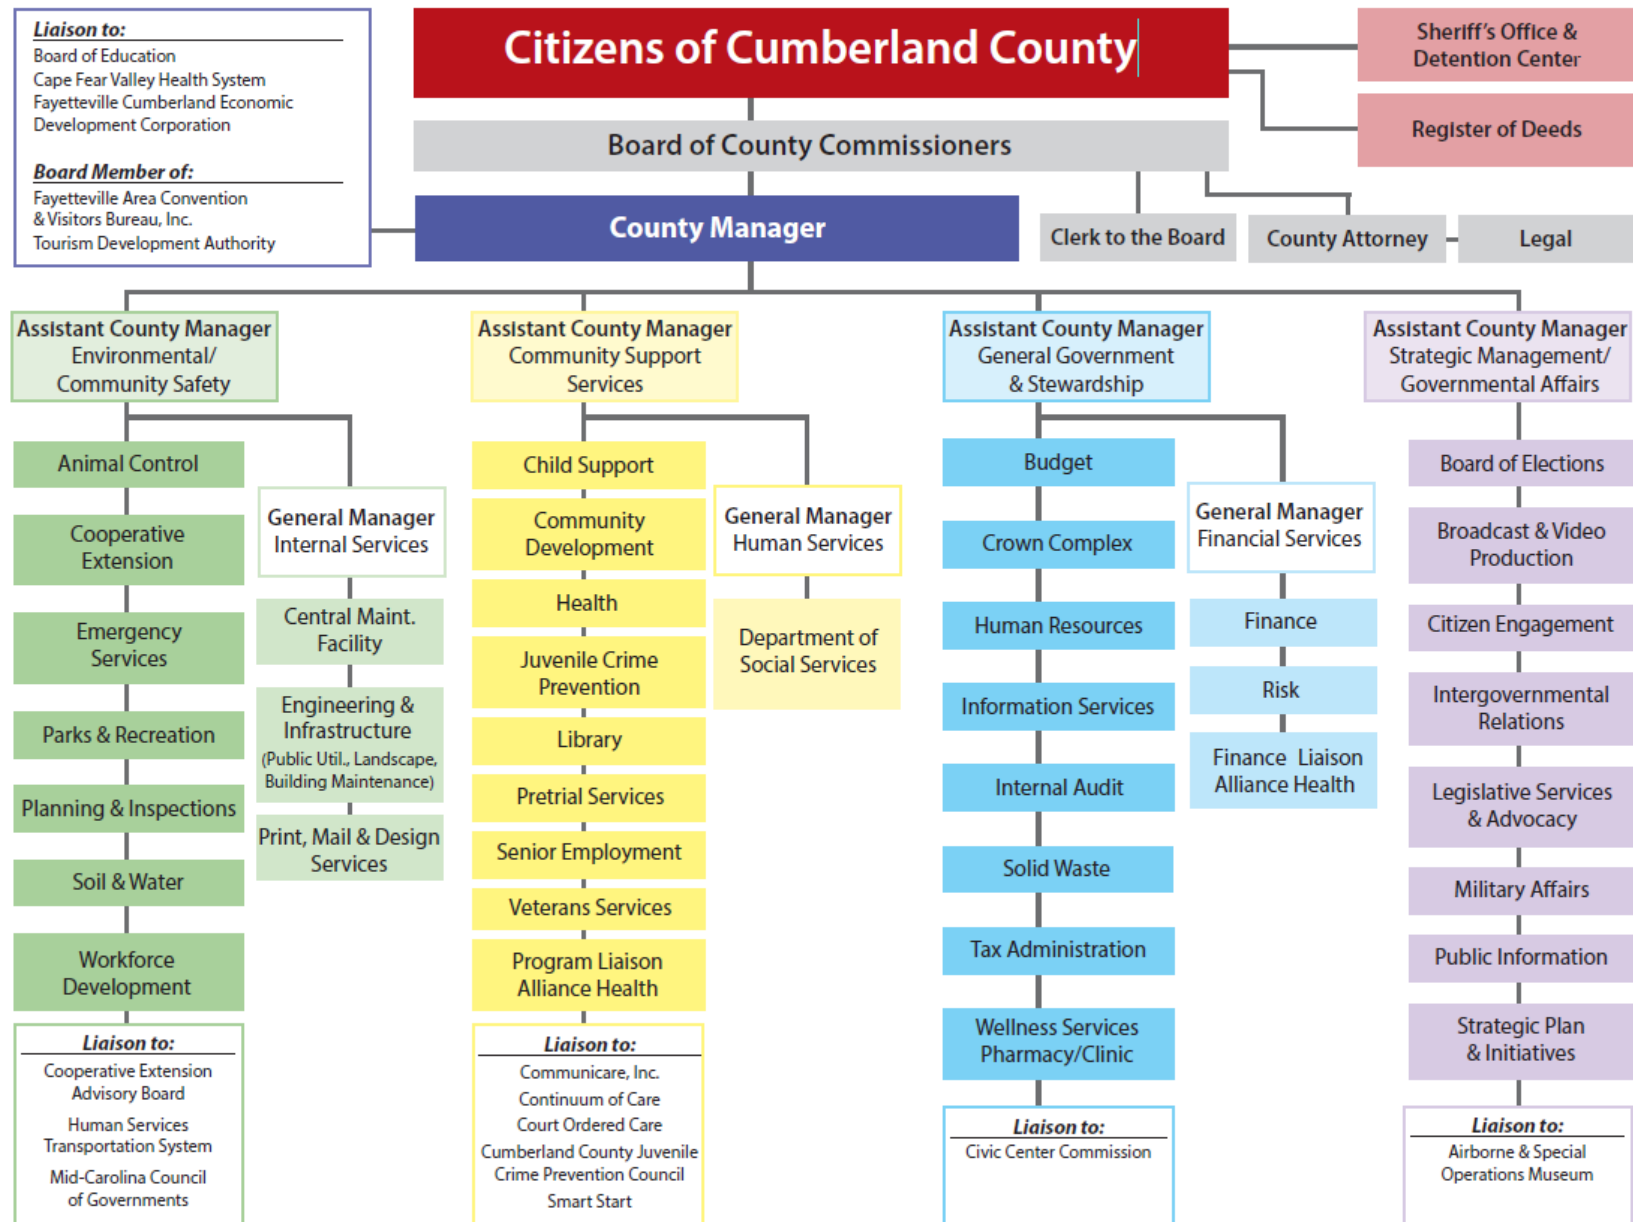 Liaison to:
Board of Education
Cape Fear Valley Health System
Fayetteville Cumberland Economic
Development Corporation
Board Member of:
Fayetteville Area Convention
& Visitors Bureau, Inc.
Tourism Development Authority
Citizens of Cumberland County
Sheriff's Office &
Detention Center
Register of Deeds
Board of County Commissioners
County Manager
Clerk to the Board
County Attorney
Legal
Assistant County Manager
Environmental/
Community Safety
Animal Control
Cooperative
Extension
Emergency
Services
Parks & Recreation
Planning & Inspections
Soil & Water
Workforce
Development
Liaison to:
Cooperative Extension
Advisory Board
Human Services
Transportation System
Mid-Carolina Council
of Governments
General Manager
Internal Services
Central Maint.
Facility
Engineering &
Infrastructure
(Public Util., Landscape,
Building Maintenance)
Print, Mail & Design
Services
Assistant County Manager
Community Support
Services
Child Support
Community
Development
Health
Juvenile Crime
Prevention
Library
Pretrial Services
Senior Employment
Veterans Services
Program Liaison
Alliance Health
Liaison to:
Communicare, Inc.
Continuum of Care
Court Ordered Care
Cumberland County Juvenile
Crime Prevention Council
Smart Start
General Manager
Human Services
Department of
Social Services
Assistant County Manager
General Government
& Stewardship
Budget
Crown Complex
Human Resources
Information Services
Internal Audit
Solid Waste
Tax Administration
Wellness Services
Pharmacy/Clinic
Liaison to:
Civic Center Commission
General Manager
Financial Services
Finance
Risk
Finance Liaison
Alliance Health
Assistant County Manager
Strategic Management/
Governmental Affairs
Board of Elections
Broadcast & Video
Production
Citizen Engagement
Intergovernmental
Relations
Legislative Services
& Advocacy
Military Affairs
Public Information
Strategic Plan
& Initiatives
Liaison to:
Airborne & Special
Operations Museum